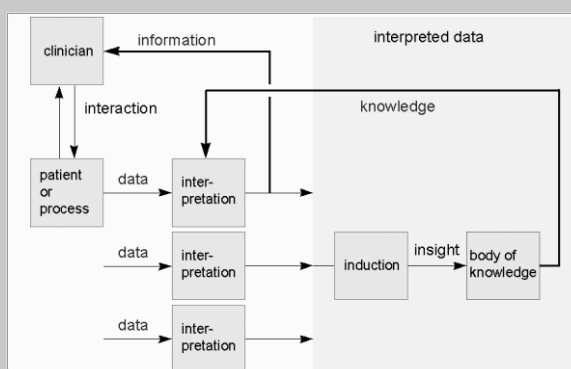 information
interpreted data
clinician
interaction
knowledge
patient
or
process
data
inter-
pretation
data
inter-
pretation
induction
insight
body of
knowledge
data
inter-
pretation